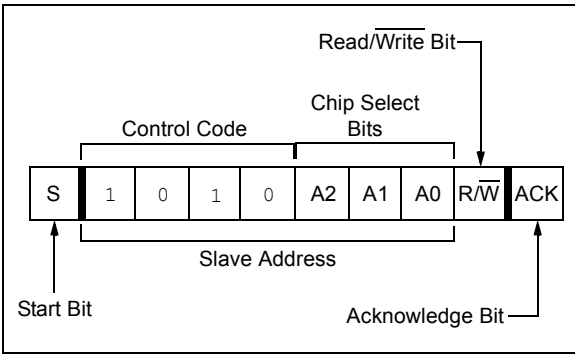 Read/Write Bit
Chip Select
Bits
Control Code
S 1 0 1 0 A2 A1 A0 R/W ACK
Slave Address
Start Bit
Acknowledge Bit